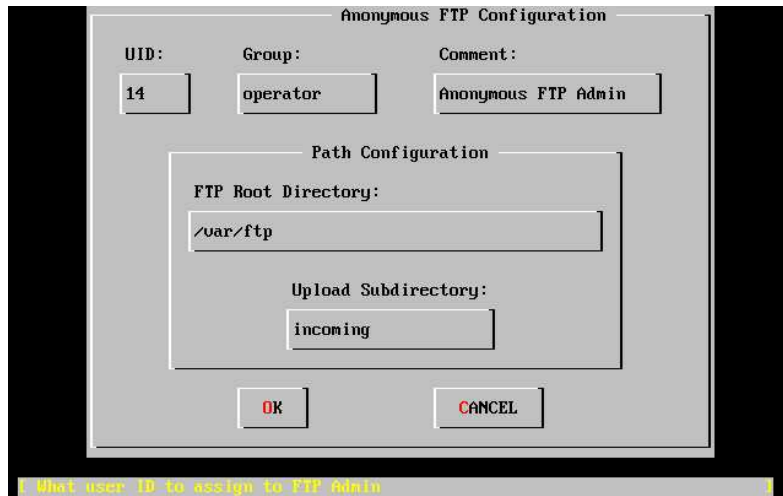 Anonymous FTP Configuration
UID: Group: Comment:
14 operator Anonymous FTP Admin
Path Configuration
FTP Root Directory:
/var/ftp
Upload Subdirectory:
incoming
OK CANCEL
[ What user ID to assign to FTP Admin ]